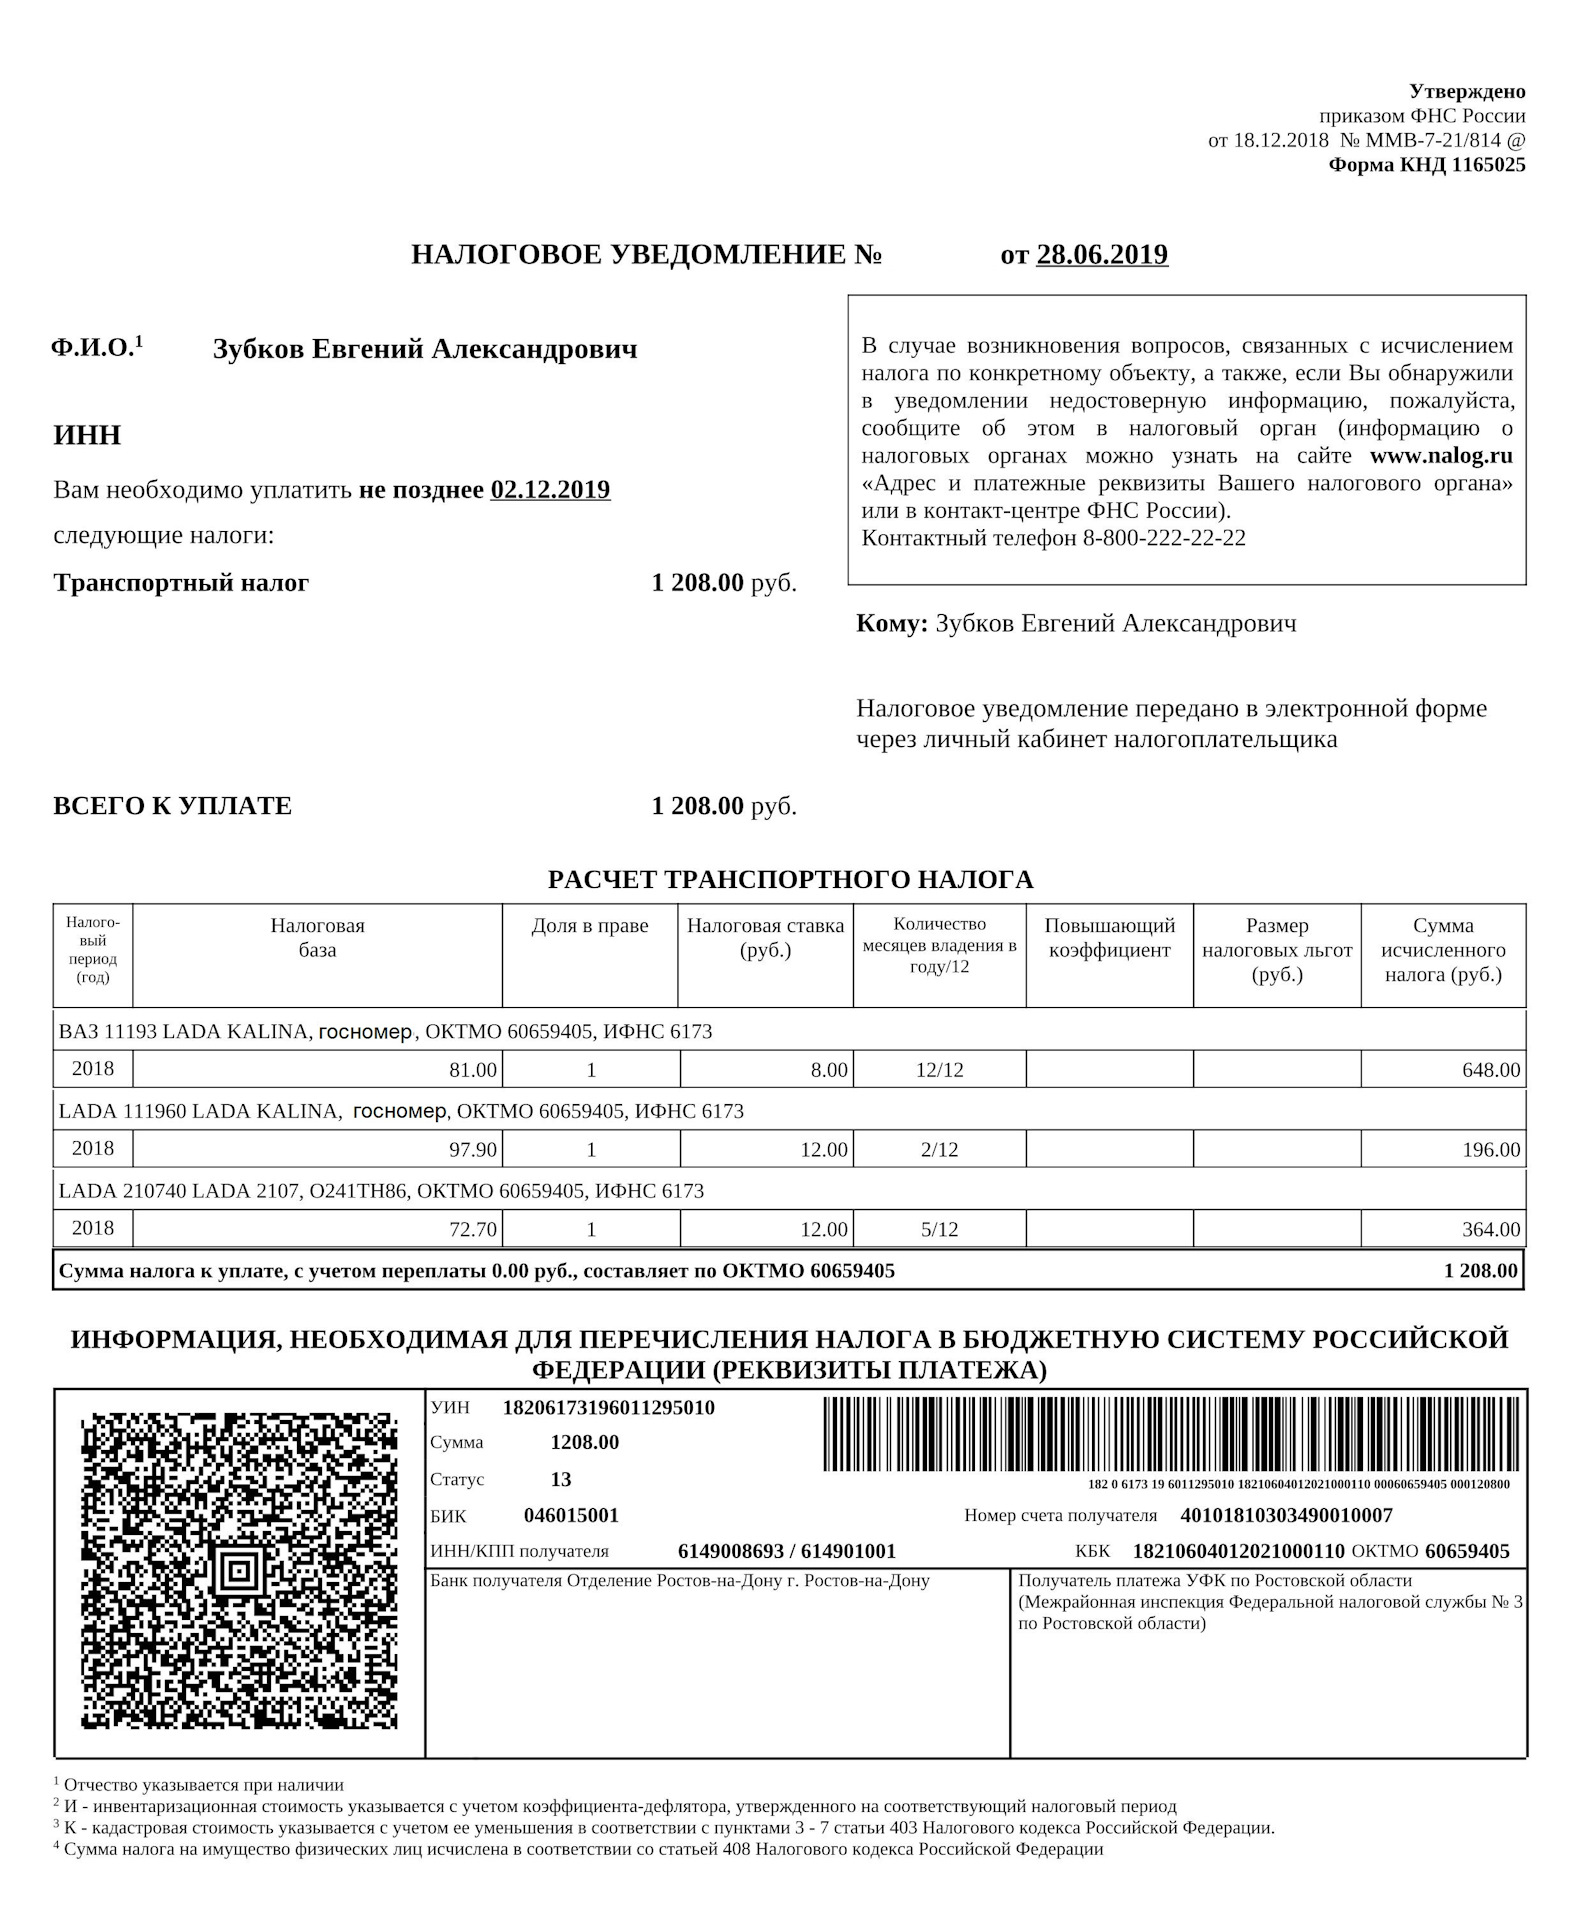 Утверждено
приказом ФНС России
от 18.12.2018 № ММВ-7-21/814 @
Форма КНД 1165025
НАЛОГОВОЕ УВЕДОМЛЕНИЕ № от 28.06.2019
Ф.И.О.¹ Зубков Евгений Александрович
ИНН
Вам необходимо уплатить не позднее 02.12.2019
следующие налоги:
Транспортный налог 1 208.00 руб.
ВСЕГО К УПЛАТЕ 1 208.00 руб.
В случае возникновения вопросов, связанных с исчислением
налога по конкретному объекту, а также, если Вы обнаружили
в уведомлении недостоверную информацию, пожалуйста,
сообщите об этом в налоговый орган (информацию о
налоговых органах можно узнать на сайте www.nalog.ru
«Адрес и платежные реквизиты Вашего налогового органа»
или в контакт-центре ФНС России).
Контактный телефон 8-800-222-22-22
Кому: Зубков Евгений Александрович
Налоговое уведомление передано в электронной форме
через личный кабинет налогоплательщика
РАСЧЕТ ТРАНСПОРТНОГО НАЛОГА
Налого-
вый
период
(год)
Налоговая
база
Доля в праве
Налоговая ставка
(руб.)
Количество
месяцев владения в
году/12
Повышающий
коэффициент
Размер
налоговых льгот
(руб.)
Сумма
исчисленного
налога (руб.)
ВАЗ 11193 LADA KALINA, госномер, ОКТМО 60659405, ИФНС 6173
2018 81.00 1 8.00 12/12 648.00
LADA 111960 LADA KALINA, госномер, ОКТМО 60659405, ИФНС 6173
2018 97.90 1 12.00 2/12 196.00
LADA 210740 LADA 2107, О241ТН86, ОКТМО 60659405, ИФНС 6173
2018 72.70 1 12.00 5/12 364.00
Сумма налога к уплате, с учетом переплаты 0.00 руб., составляет по ОКТМО 60659405 1 208.00
ИНФОРМАЦИЯ, НЕОБХОДИМАЯ ДЛЯ ПЕРЕЧИСЛЕНИЯ НАЛОГА В БЮДЖЕТНУЮ СИСТЕМУ РОССИЙСКОЙ
ФЕДЕРАЦИИ (РЕКВИЗИТЫ ПЛАТЕЖА)
УИН 18206173196011295010
Сумма 1208.00
Статус 13
182 0 6173 19 6011295010 18210604012021000110 00060659405 000120800
БИК 046015001 Номер счета получателя 40101810303490010007
ИНН/КПП получателя 6149008693 / 614901001 КБК 18210604012021000110 ОКТМО 60659405
Банк получателя Отделение Ростов-на-Дону г. Ростов-на-Дону
Получатель платежа УФК по Ростовской области
(Межрайонная инспекция Федеральной налоговой службы № 3
по Ростовской области)
¹ Отчество указывается при наличии
² И - инвентаризационная стоимость указывается с учетом коэффициента-дефлятора, утвержденного на соответствующий налоговый период
³ К - кадастровая стоимость указывается с учетом ее уменьшения в соответствии с пунктами 3 - 7 статьи 403 Налогового кодекса Российской Федерации.
⁴ Сумма налога на имущество физических лиц исчислена в соответствии со статьей 408 Налогового кодекса Российской Федерации